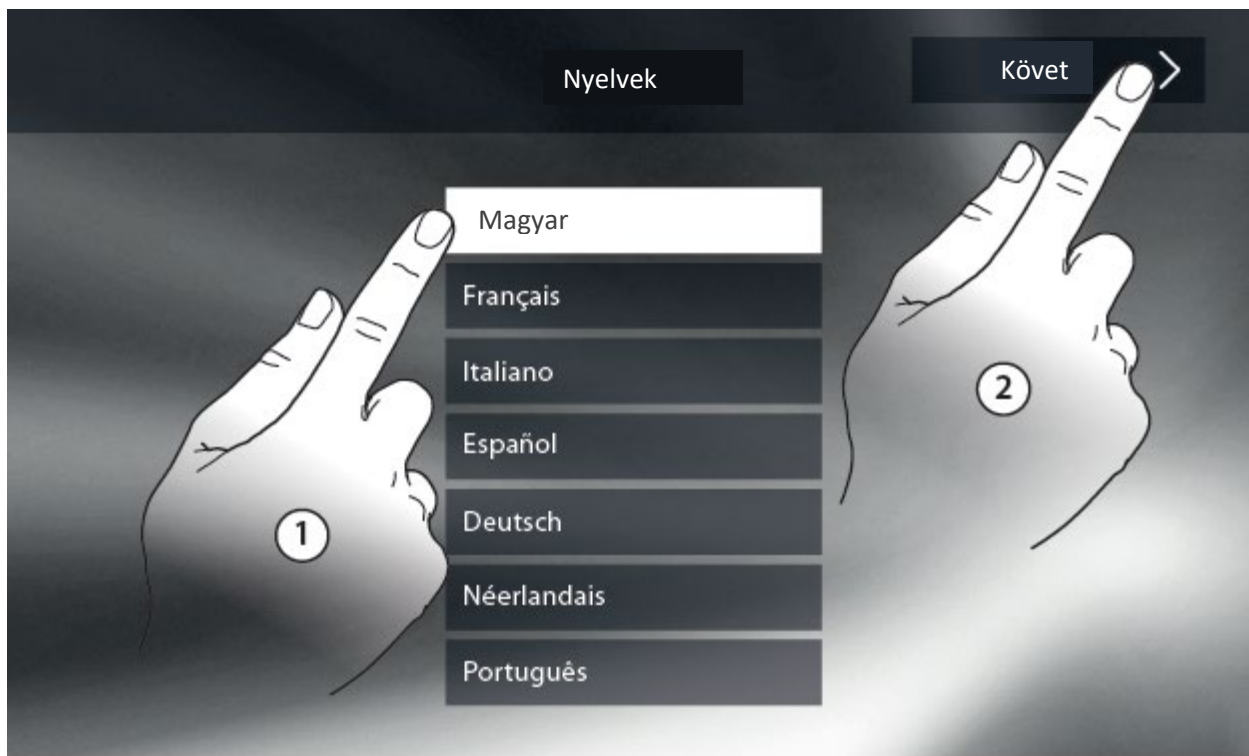 Nyelvek
Követ
Magyar
Français
Italiano
Español
Deutsch
Néerlandais
Português
1
2